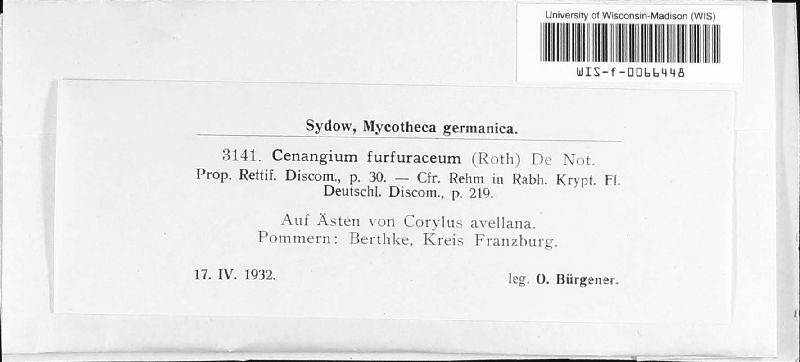 University of Wisconsin-Madison (WIS)
WIS-f-0066448
Sydow, Mycotheca germanica.
3141. Cenangium furfuraceum (Roth) De Not.
Prop. Rettif. Discom., p. 30. — Cfr. Rehm in Rabh. Krypt. Fl.
Deutschl. Discom., p. 219.
Auf Ästen von Corylus avellana.
Pommern: Berthke, Kreis Franzburg.
17. IV. 1932. leg. O. Bürgener.